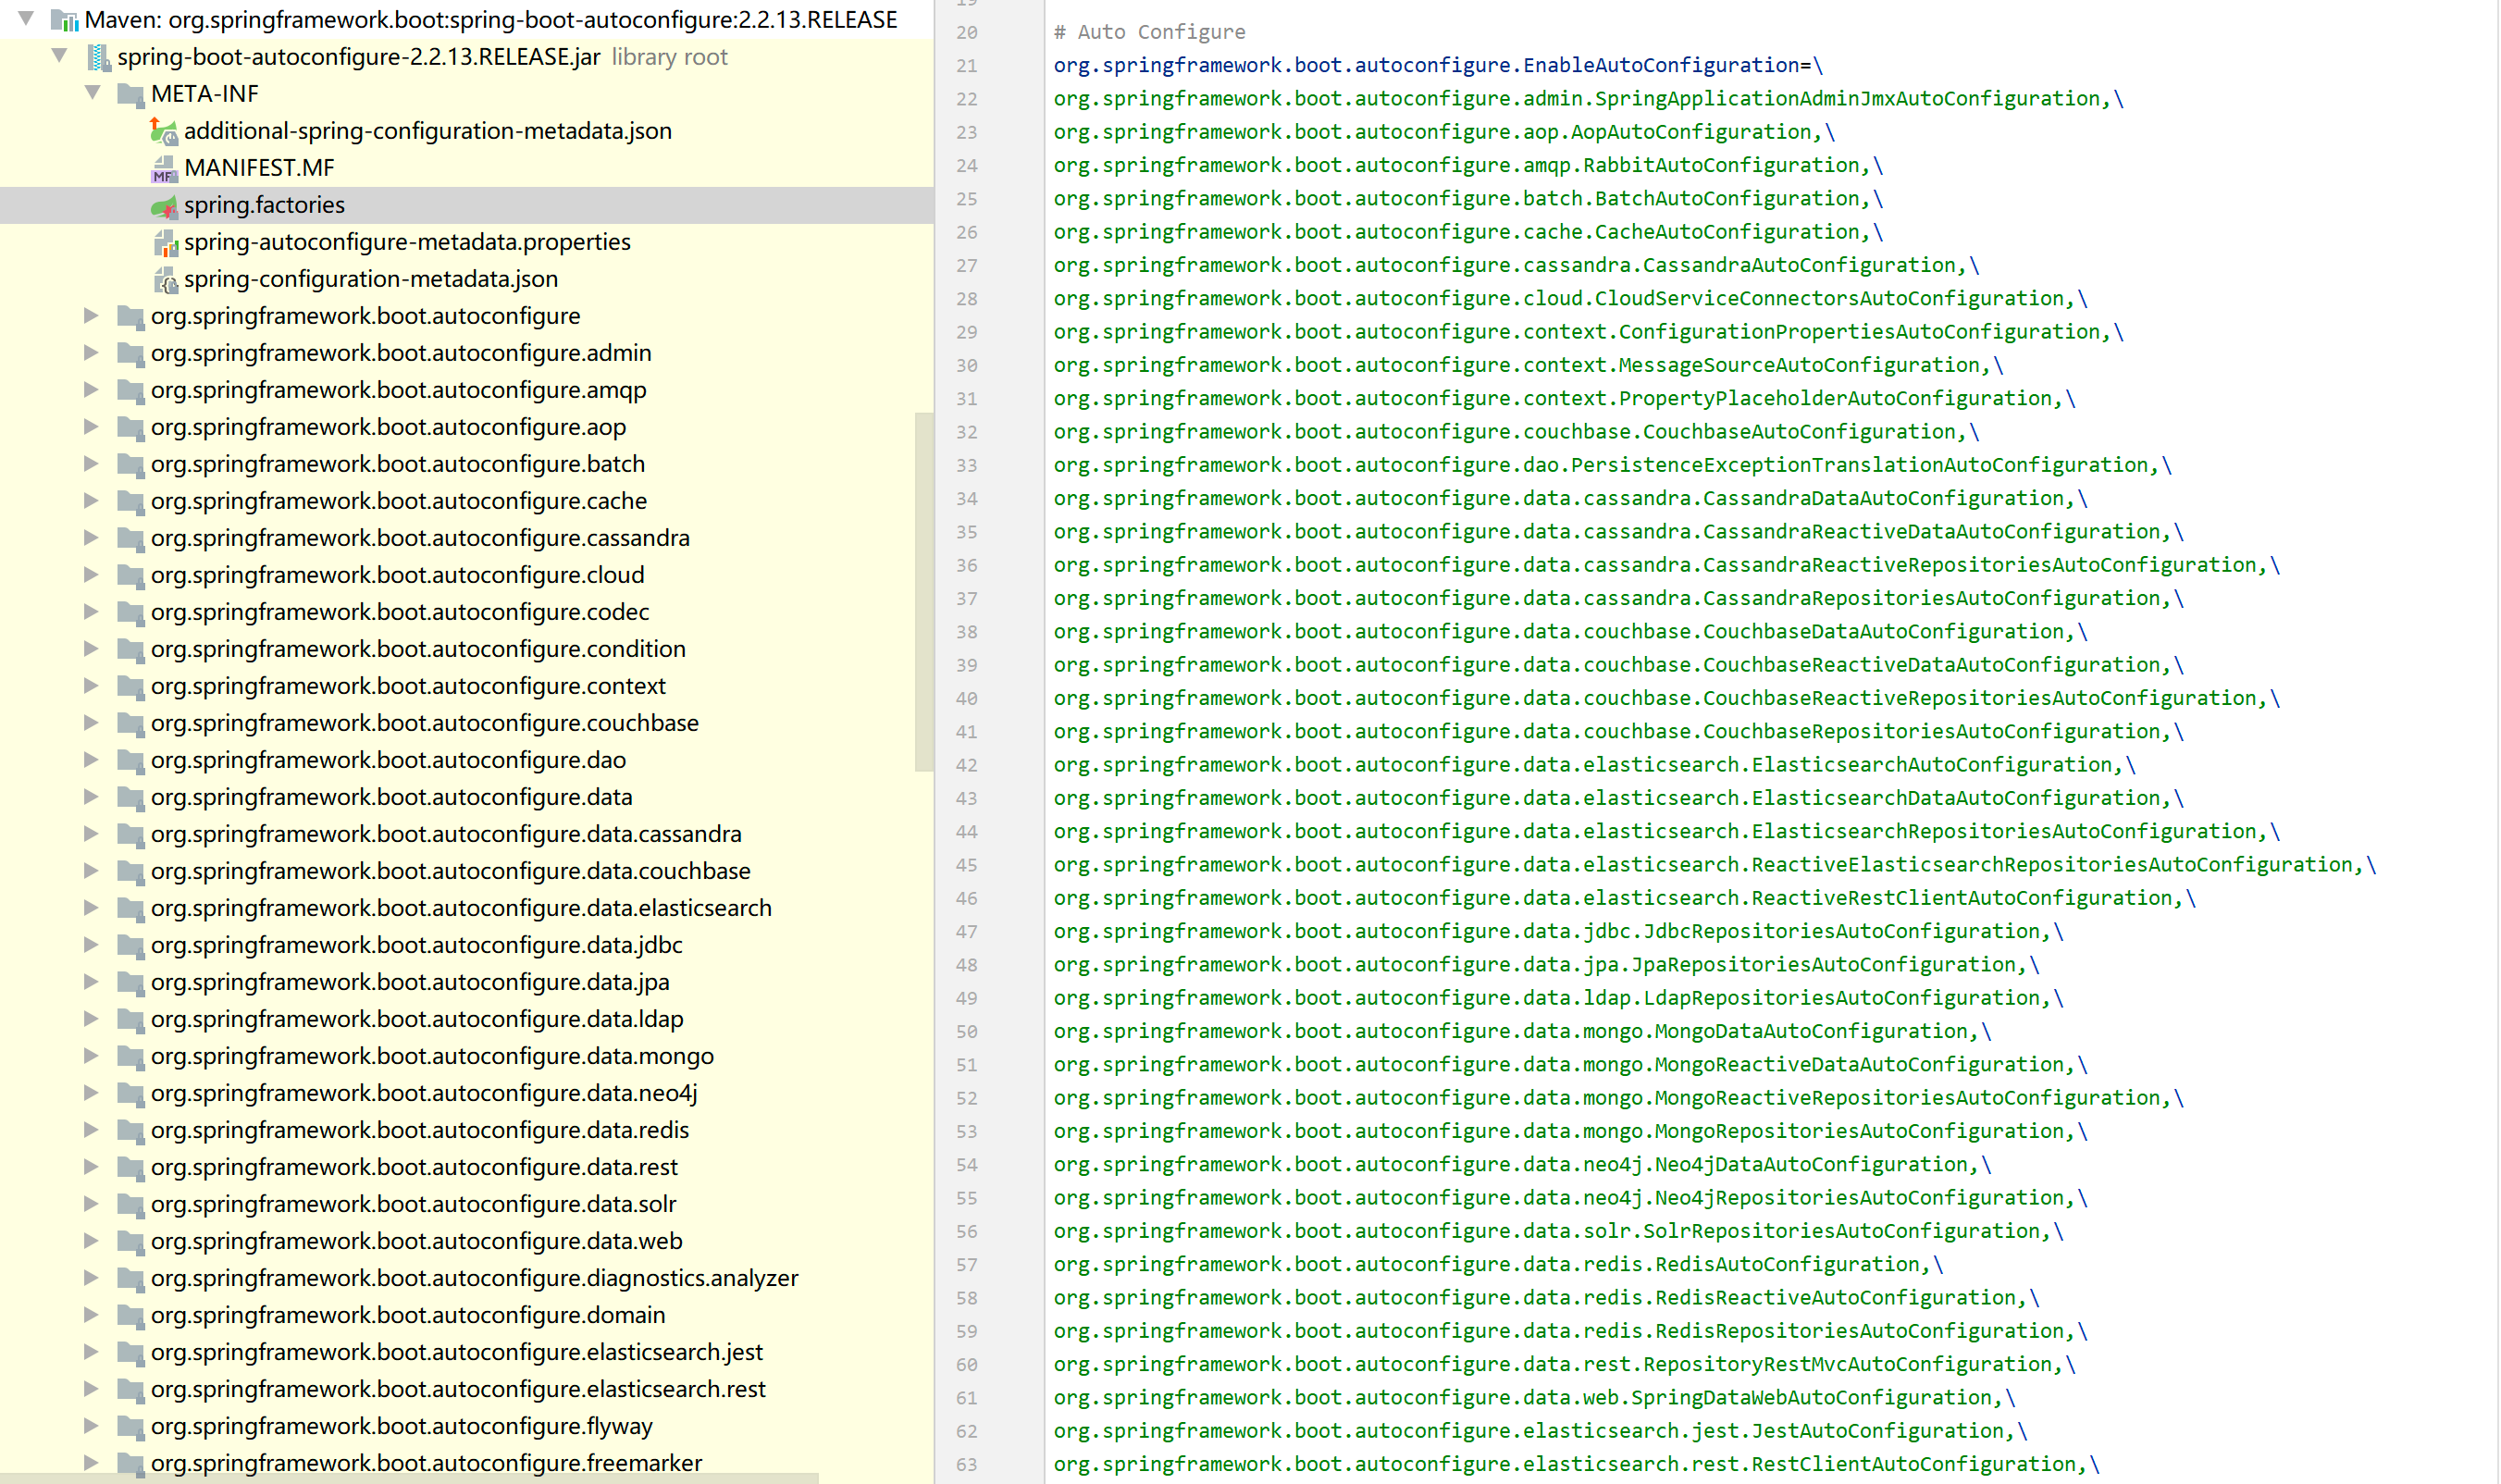 Maven: org.springframework.boot:spring-boot-autoconfigure:2.2.13.RELEASE
spring-boot-autoconfigure-2.2.13.RELEASE.jar library root
META-INF
additional-spring-configuration-metadata.json
MANIFEST.MF
spring.factories
spring-autoconfigure-metadata.properties
spring-configuration-metadata.json
org.springframework.boot.autoconfigure
org.springframework.boot.autoconfigure.admin
org.springframework.boot.autoconfigure.amqp
org.springframework.boot.autoconfigure.aop
org.springframework.boot.autoconfigure.batch
org.springframework.boot.autoconfigure.cache
org.springframework.boot.autoconfigure.cassandra
org.springframework.boot.autoconfigure.cloud
org.springframework.boot.autoconfigure.codec
org.springframework.boot.autoconfigure.condition
org.springframework.boot.autoconfigure.context
org.springframework.boot.autoconfigure.couchbase
org.springframework.boot.autoconfigure.dao
org.springframework.boot.autoconfigure.data
org.springframework.boot.autoconfigure.data.cassandra
org.springframework.boot.autoconfigure.data.couchbase
org.springframework.boot.autoconfigure.data.elasticsearch
org.springframework.boot.autoconfigure.data.jdbc
org.springframework.boot.autoconfigure.data.jpa
org.springframework.boot.autoconfigure.data.ldap
org.springframework.boot.autoconfigure.data.mongo
org.springframework.boot.autoconfigure.data.neo4j
org.springframework.boot.autoconfigure.data.redis
org.springframework.boot.autoconfigure.data.rest
org.springframework.boot.autoconfigure.data.solr
org.springframework.boot.autoconfigure.data.web
org.springframework.boot.autoconfigure.diagnostics.analyzer
org.springframework.boot.autoconfigure.domain
org.springframework.boot.autoconfigure.elasticsearch.jest
org.springframework.boot.autoconfigure.elasticsearch.rest
org.springframework.boot.autoconfigure.flyway
org.springframework.boot.autoconfigure.freemarker
19
20 # Auto Configure
21 org.springframework.boot.autoconfigure.EnableAutoConfiguration=\
22 org.springframework.boot.autoconfigure.admin.SpringApplicationAdminJmxAutoConfiguration,\
23 org.springframework.boot.autoconfigure.aop.AopAutoConfiguration,\
24 org.springframework.boot.autoconfigure.amqp.RabbitAutoConfiguration,\
25 org.springframework.boot.autoconfigure.batch.BatchAutoConfiguration,\
26 org.springframework.boot.autoconfigure.cache.CacheAutoConfiguration,\
27 org.springframework.boot.autoconfigure.cassandra.CassandraAutoConfiguration,\
28 org.springframework.boot.autoconfigure.cloud.CloudServiceConnectorsAutoConfiguration,\
29 org.springframework.boot.autoconfigure.context.ConfigurationPropertiesAutoConfiguration,\
30 org.springframework.boot.autoconfigure.context.MessageSourceAutoConfiguration,\
31 org.springframework.boot.autoconfigure.context.PropertyPlaceholderAutoConfiguration,\
32 org.springframework.boot.autoconfigure.couchbase.CouchbaseAutoConfiguration,\
33 org.springframework.boot.autoconfigure.dao.PersistenceExceptionTranslationAutoConfiguration,\
34 org.springframework.boot.autoconfigure.data.cassandra.CassandraDataAutoConfiguration,\
35 org.springframework.boot.autoconfigure.data.cassandra.CassandraReactiveDataAutoConfiguration,\
36 org.springframework.boot.autoconfigure.data.cassandra.CassandraReactiveRepositoriesAutoConfiguration,\
37 org.springframework.boot.autoconfigure.data.cassandra.CassandraRepositoriesAutoConfiguration,\
38 org.springframework.boot.autoconfigure.data.couchbase.CouchbaseDataAutoConfiguration,\
39 org.springframework.boot.autoconfigure.data.couchbase.CouchbaseReactiveDataAutoConfiguration,\
40 org.springframework.boot.autoconfigure.data.couchbase.CouchbaseReactiveRepositoriesAutoConfiguration,\
41 org.springframework.boot.autoconfigure.data.couchbase.CouchbaseRepositoriesAutoConfiguration,\
42 org.springframework.boot.autoconfigure.data.elasticsearch.ElasticsearchAutoConfiguration,\
43 org.springframework.boot.autoconfigure.data.elasticsearch.ElasticsearchDataAutoConfiguration,\
44 org.springframework.boot.autoconfigure.data.elasticsearch.ElasticsearchRepositoriesAutoConfiguration,\
45 org.springframework.boot.autoconfigure.data.elasticsearch.ReactiveElasticsearchRepositoriesAutoConfiguration,\
46 org.springframework.boot.autoconfigure.data.elasticsearch.ReactiveRestClientAutoConfiguration,\
47 org.springframework.boot.autoconfigure.data.jdbc.JdbcRepositoriesAutoConfiguration,\
48 org.springframework.boot.autoconfigure.data.jpa.JpaRepositoriesAutoConfiguration,\
49 org.springframework.boot.autoconfigure.data.ldap.LdapRepositoriesAutoConfiguration,\
50 org.springframework.boot.autoconfigure.data.mongo.MongoDataAutoConfiguration,\
51 org.springframework.boot.autoconfigure.data.mongo.MongoReactiveDataAutoConfiguration,\
52 org.springframework.boot.autoconfigure.data.mongo.MongoReactiveRepositoriesAutoConfiguration,\
53 org.springframework.boot.autoconfigure.data.mongo.MongoRepositoriesAutoConfiguration,\
54 org.springframework.boot.autoconfigure.data.neo4j.Neo4jDataAutoConfiguration,\
55 org.springframework.boot.autoconfigure.data.neo4j.Neo4jRepositoriesAutoConfiguration,\
56 org.springframework.boot.autoconfigure.data.solr.SolrRepositoriesAutoConfiguration,\
57 org.springframework.boot.autoconfigure.data.redis.RedisAutoConfiguration,\
58 org.springframework.boot.autoconfigure.data.redis.RedisReactiveAutoConfiguration,\
59 org.springframework.boot.autoconfigure.data.redis.RedisRepositoriesAutoConfiguration,\
60 org.springframework.boot.autoconfigure.data.rest.RepositoryRestMvcAutoConfiguration,\
61 org.springframework.boot.autoconfigure.data.web.SpringDataWebAutoConfiguration,\
62 org.springframework.boot.autoconfigure.elasticsearch.jest.JestAutoConfiguration,\
63 org.springframework.boot.autoconfigure.elasticsearch.rest.RestClientAutoConfiguration,\